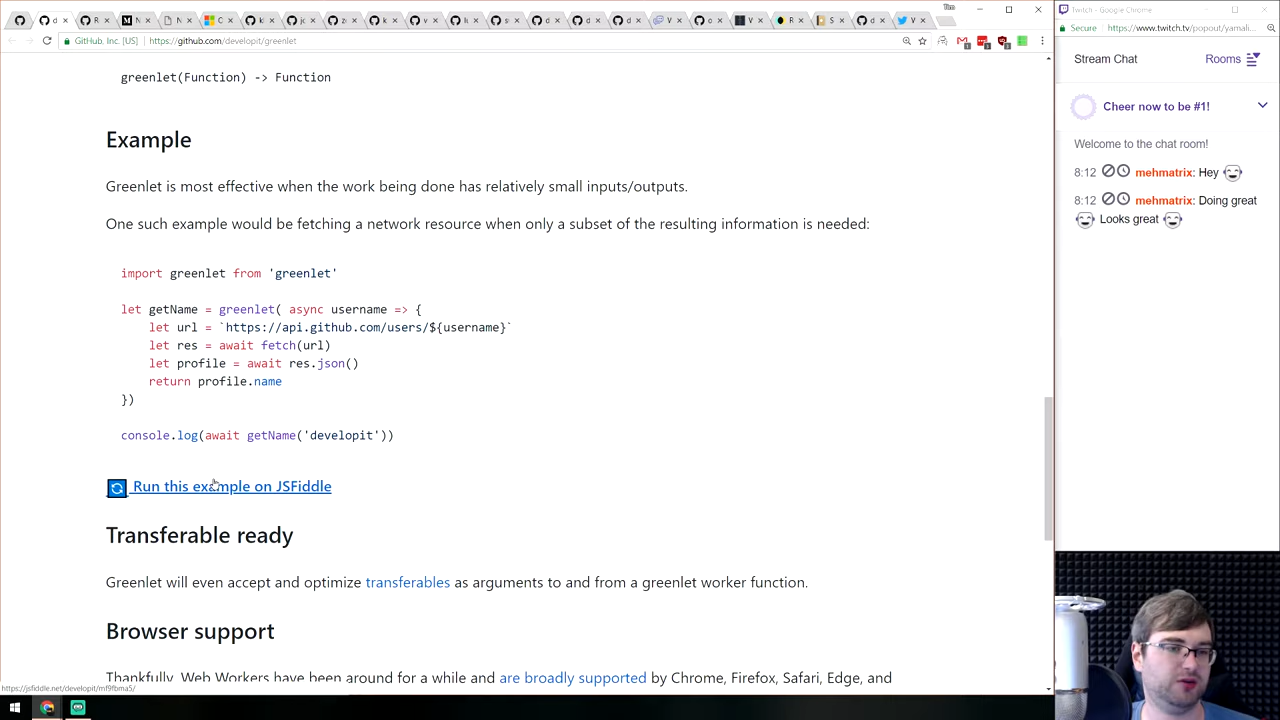 Tim
GitHub, Inc. [US]
https://github.com/developit/greenlet
greenlet(Function) -> Function
Example
Greenlet is most effective when the work being done has relatively small inputs/outputs.
One such example would be fetching a network resource when only a subset of the resulting information is needed:
import greenlet from 'greenlet'
let getName = greenlet( async username => {
let url = `https://api.github.com/users/${username}`
let res = await fetch(url)
let profile = await res.json()
return profile.name
})
console.log(await getName('developit'))
Run this example on JSFiddle
Transferable ready
Greenlet will even accept and optimize transferables as arguments to and from a greenlet worker function.
Browser support
Thankfully, Web Workers have been around for a while and are broadly supported by Chrome, Firefox, Safari, Edge, and
https://jsfiddle.net/developit/mf9fbma5/
Twitch - Google Chrome
Secure
https://www.twitch.tv/popout/yamali...
Stream Chat
Rooms
Cheer now to be #1!
Welcome to the chat room!
8:12 mehmatrix: Hey
8:12 mehmatrix: Doing great
Looks great